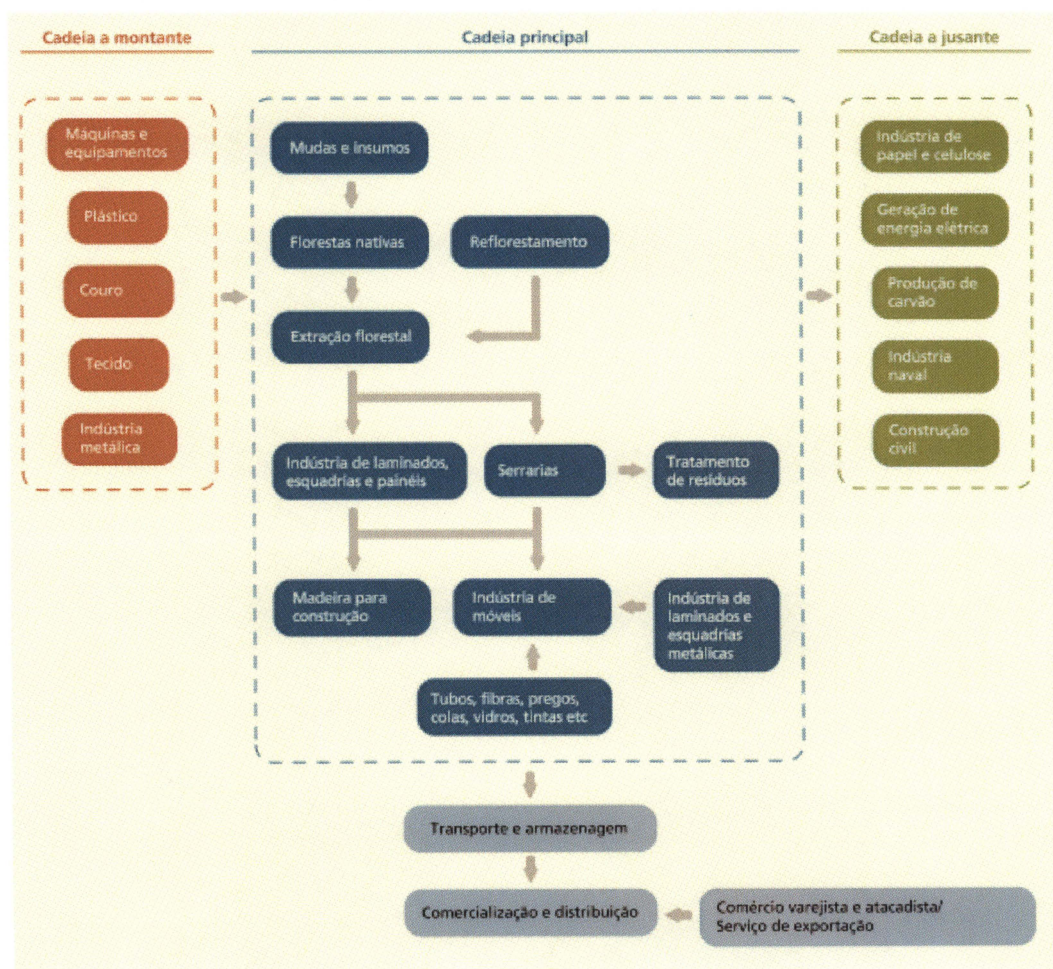 Cadeia a montante
Cadeia principal
Cadeia a jusante
Máquinas e
equipamentos
Plástico
Couro
Tecido
Indústria
metálica
Mudas e insumos
Florestas nativas
Reflorestamento
Extração florestal
Indústria de laminados,
esquadrias e painéis
Serrarias
Tratamento
de resíduos
Madeira para
construção
Indústria de
móveis
Indústria de
laminados e
esquadrias
metálicas
Tubos, fibras, pregos,
colas, vidros, tintas etc
Indústria de
papel e celulose
Geração de
energia elétrica
Produção de
carvão
Indústria
naval
Construção
civil
Transporte e armazenagem
Comercialização e distribuição
Comércio varejista e atacadista/
Serviço de exportação